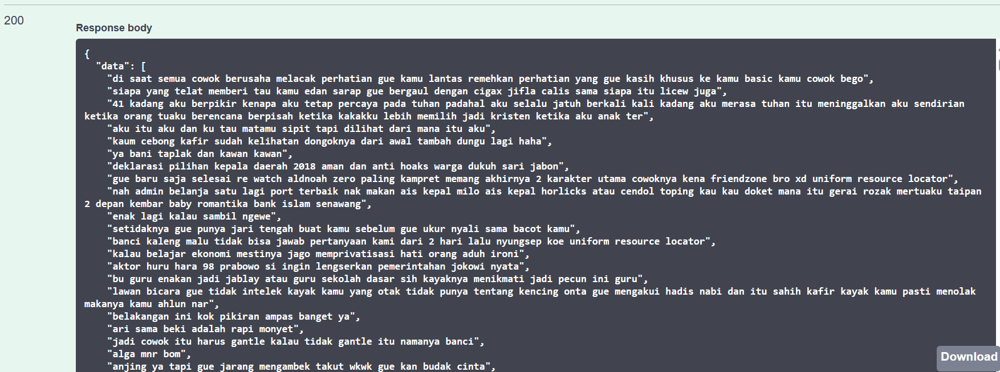 200
Response body
{
"data": [
"di saat semua cowok berusaha melacak perhatian gue kamu lantas remehkan perhatian yang gue kasih khusus ke kamu basic kamu cowok bego",
"siapa yang telat memberi tau kamu edan sarap gue bergaul dengan cigax jifla calis sama siapa itu licew juga",
"41 kadang aku berpikir kenapa aku tetap percaya pada tuhan padahal aku selalu jatuh berkali kali kadang aku merasa tuhan itu meninggalkan aku sendirian
ketika orang tuaku berencana berpisah ketika kakakku lebih memilih jadi kristen ketika aku anak ter",
"aku itu aku dan ku tau matamu sipit tapi dilihat dari mana itu aku",
"kaum cebong kafir sudah kelihatan dongoknya dari awal tambah dungu lagi haha",
"ya bani taplak dan kawan kawan",
"deklarasi pilihan kepala daerah 2018 aman dan anti hoaks warga dukuh sari jabon",
"gue baru saja selesai re watch aldnoah zero paling kampret memang akhirnya 2 karakter utama cowoknya kena friendzone bro xd uniform resource locator",
"nah admin belanja satu lagi port terbaik nak makan ais kepal milo ais kepal horlicks atau cendol toping kau kau doket mana itu gerai rozak mertuaku taipan
2 depan kembar baby romantika bank islam senawang",
"enak lagi kalau sambil ngewe",
"setidaknya gue punya jari tengah buat kamu sebelum gue ukur nyali sama bacot kamu",
"banci kaleng malu tidak bisa jawab pertanyaan kami dari 2 hari lalu nyungsep koe uniform resource locator",
"kalau belajar ekonomi mestinya jago memprivatisasi hati orang aduh ironi",
"aktor huru hara 98 prabowo si ingin lengserkan pemerintahan jokowi nyata",
"bu guru enakan jadi jablay atau guru sekolah dasar sih kayaknya menikmati jadi pecun ini guru",
"lawan bicara gue tidak intelek kayak kamu yang otak tidak punya tentang kencing onta gue mengakui hadis nabi dan itu sahih kafir kayak kamu pasti menolak
makanya kamu ahlun nar",
"belakangan ini kok pikiran ampas banget ya",
"ari sama beki adalah rapi monyet",
"jadi cowok itu harus gantle kalau tidak gantle itu namanya banci",
"alga mnr bom",
"anjing ya tapi gue jarang mengambek takut wkwk gue kan budak cinta",
Download